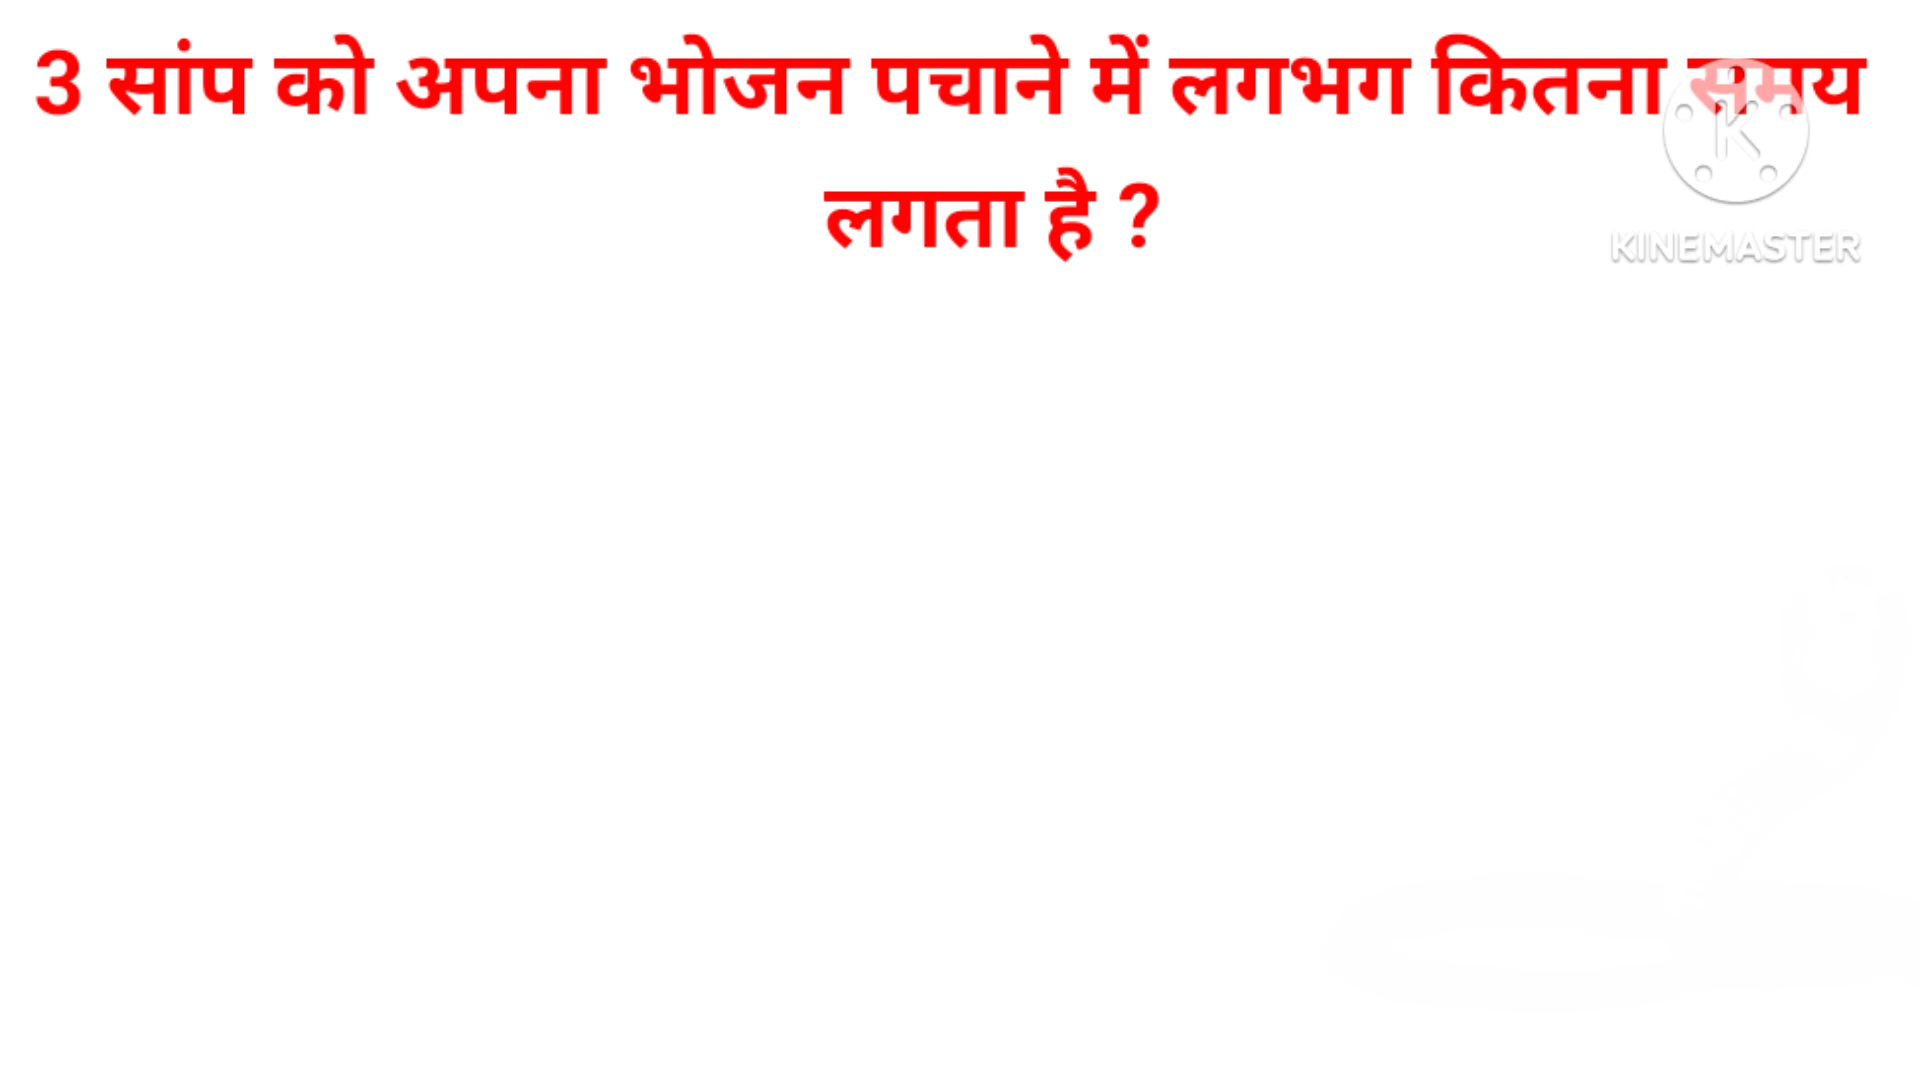 3 सांप को अपना भोजन पचाने में लगभग कितना समय
लगता है ?
KINEMASTER